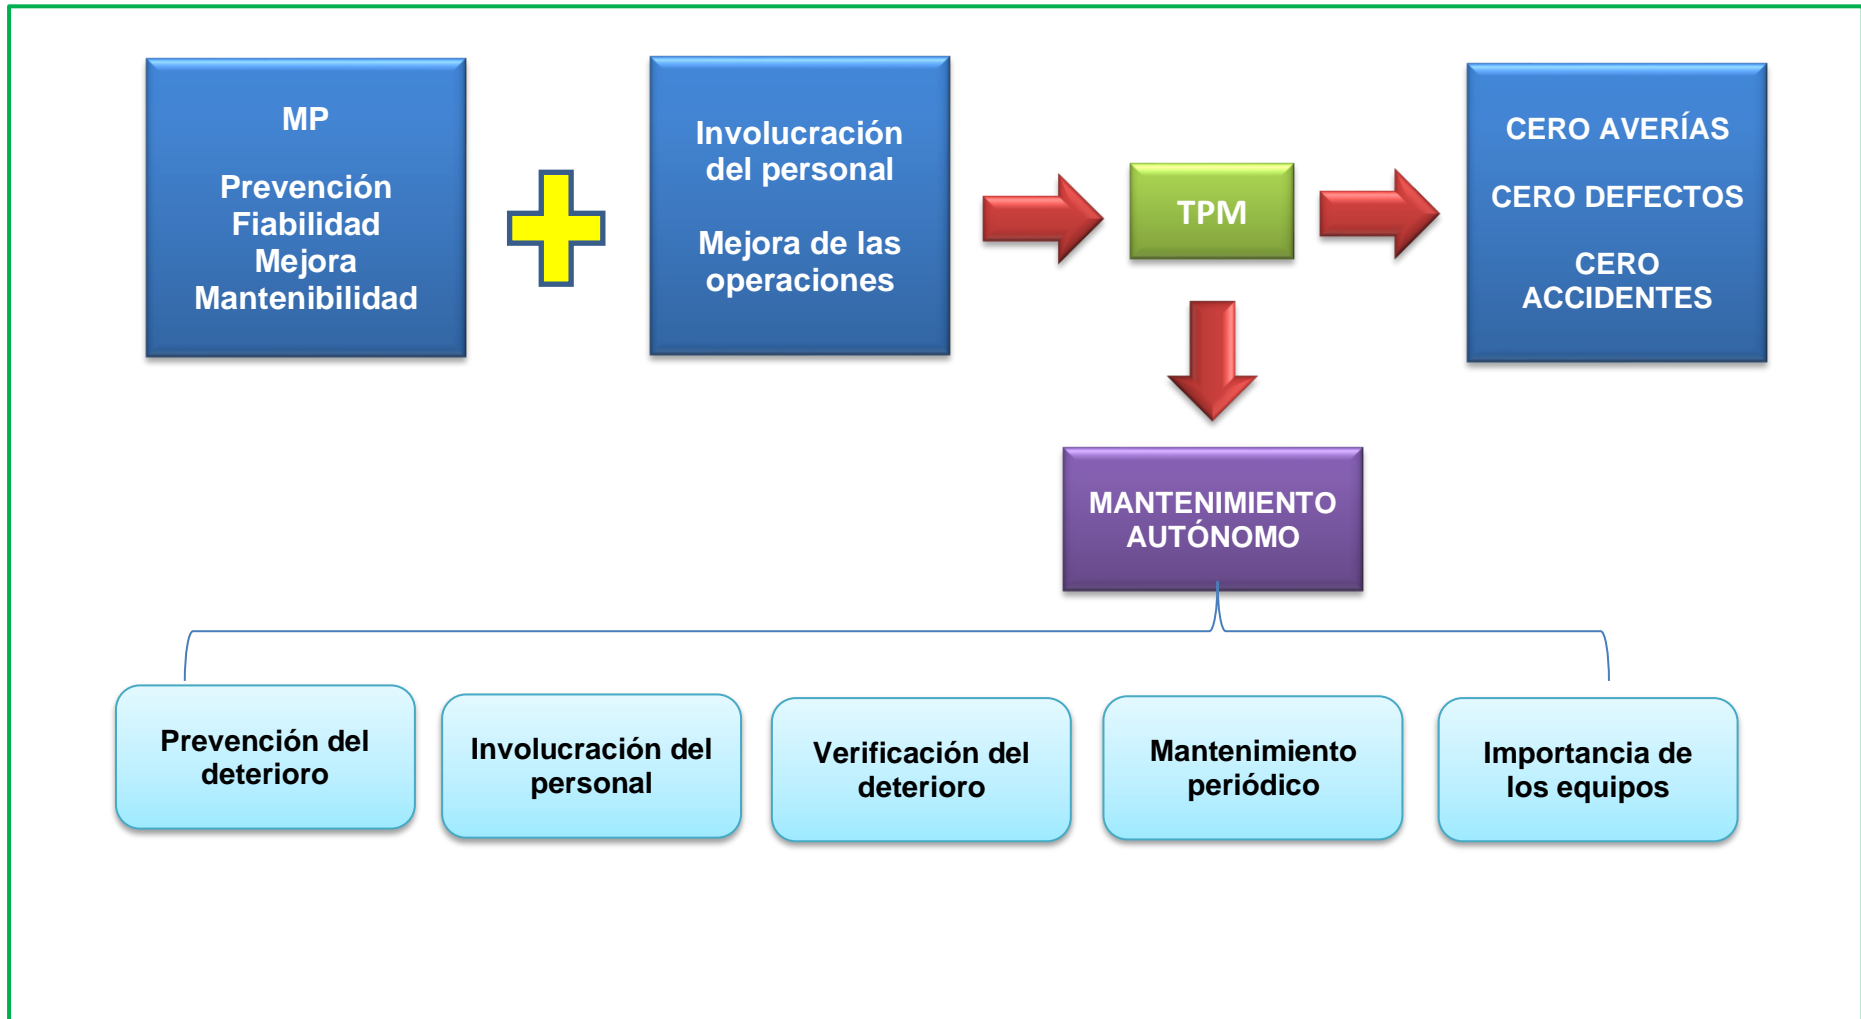 MP
Prevención
Fiabilidad
Mejora
Mantenibilidad
Involucración
del personal
Mejora de las
operaciones
TPM
CERO AVERÍAS
CERO DEFECTOS
CERO
ACCIDENTES
MANTENIMIENTO
AUTÓNOMO
Prevención del
deterioro
Involucración del
personal
Verificación del
deterioro
Mantenimiento
periódico
Importancia de
los equipos